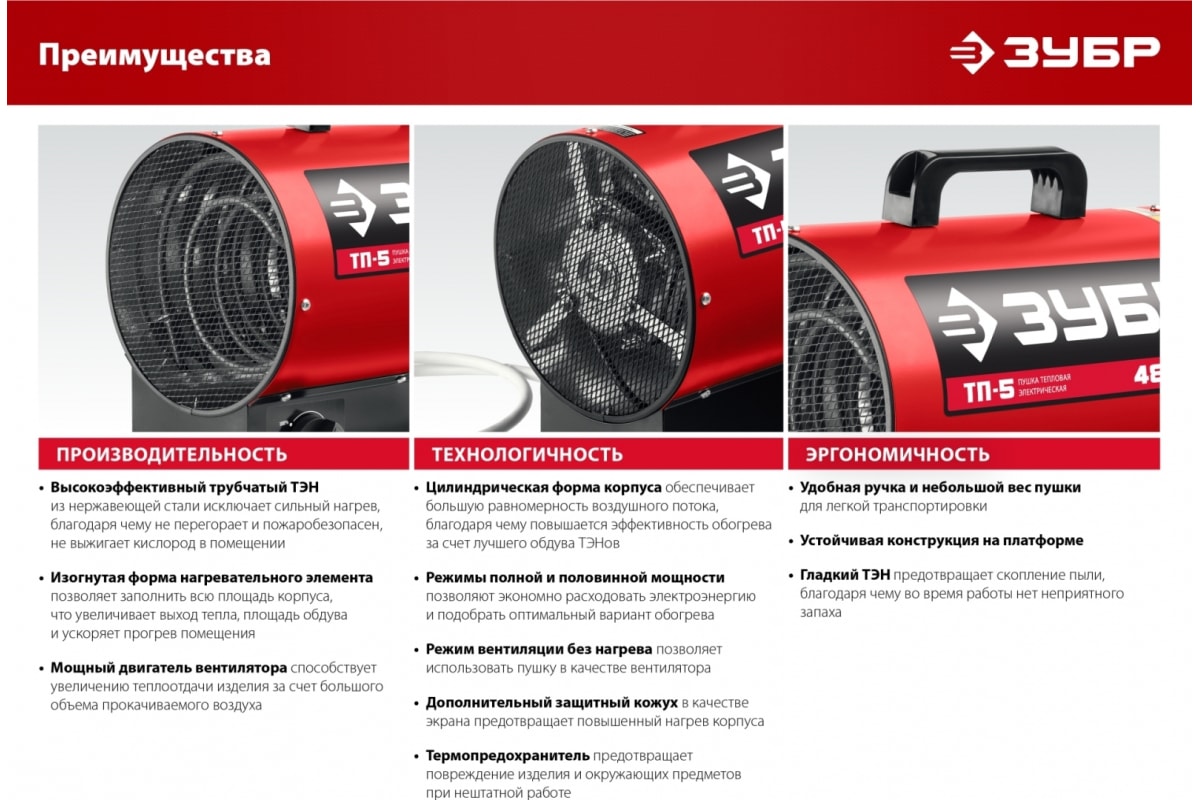 Преимущества
ЗУБР
ТП-5
ТП-
ЗУБР
ТП-5 ПУШКА ТЕПЛОВАЯ
ЭЛЕКТРИЧЕСКАЯ
ПРОИЗВОДИТЕЛЬНОСТЬ
• Высокоэффективный трубчатый ТЭН
из нержавеющей стали исключает сильный нагрев,
благодаря чему не перегорает и пожаробезопасен,
не выжигает кислород в помещении
• Изогнутая форма нагревательного элемента
позволяет заполнить всю площадь корпуса,
что увеличивает выход тепла, площадь обдува
и ускоряет прогрев помещения
• Мощный двигатель вентилятора способствует
увеличению теплоотдачи изделия за счет большого
объема прокачиваемого воздуха
ТЕХНОЛОГИЧНОСТЬ
• Цилиндрическая форма корпуса обеспечивает
большую равномерность воздушного потока,
благодаря чему повышается эффективность обогрева
за счет лучшего обдува ТЭНов
• Режимы полной и половинной мощности
позволяют экономно расходовать электроэнергию
и подобрать оптимальный вариант обогрева
• Режим вентиляции без нагрева позволяет
использовать пушку в качестве вентилятора
• Дополнительный защитный кожух в качестве
экрана предотвращает повышенный нагрев корпуса
• Термопредохранитель предотвращает
повреждение изделия и окружающих предметов
при нештатной работе
ЭРГОНОМИЧНОСТЬ
• Удобная ручка и небольшой вес пушки
для легкой транспортировки
• Устойчивая конструкция на платформе
• Гладкий ТЭН предотвращает скопление пыли,
благодаря чему во время работы нет неприятного
запаха